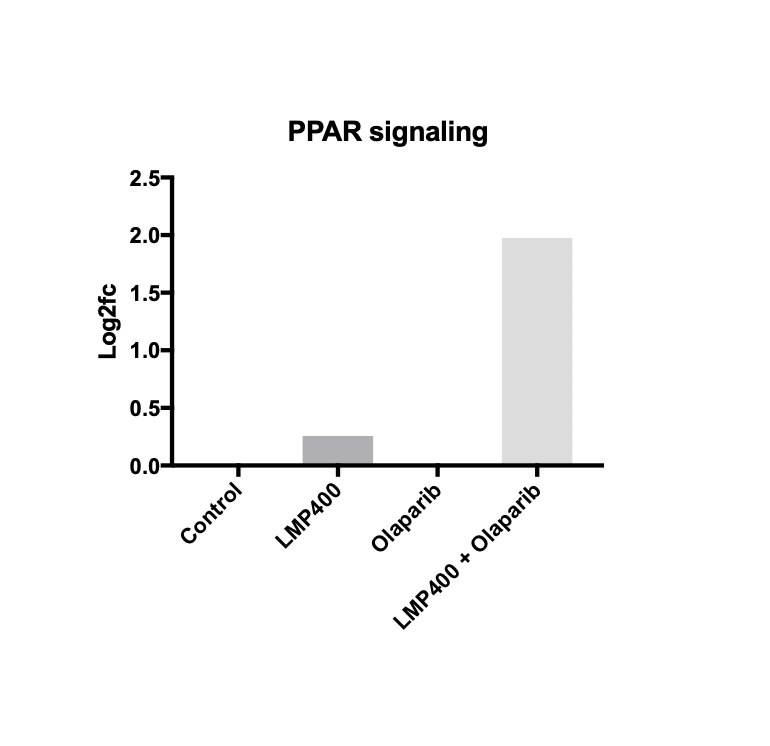 PPAR signaling
Log2fc
2.5
2.0
1.5
1.0
0.5
0.0
Control
LMP400
Olaparib
LMP400 + Olaparib